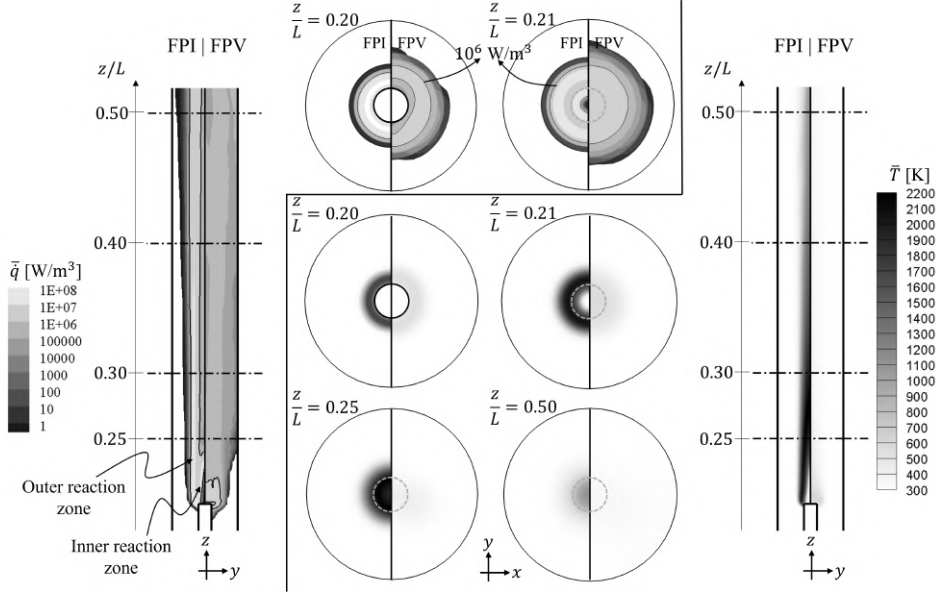 FPI | FPV
z/L
0.50
0.40
0.30
0.25
q̇̄ [W/m³]
1E+08
1E+07
1E+06
100000
10000
1000
100
10
1
Outer reaction
zone
Inner reaction
zone
z
y
z/L = 0.20
FPI FPV
10⁶ W/m³
z/L = 0.21
FPI FPV
z/L = 0.20
z/L = 0.21
z/L = 0.25
z/L = 0.50
y
x
FPI | FPV
z/L
0.50
0.40
0.30
0.25
z
y
T̄ [K]
2200
2000
1900
1800
1700
1600
1500
1400
1300
1200
1100
1000
900
800
700
600
500
400
300